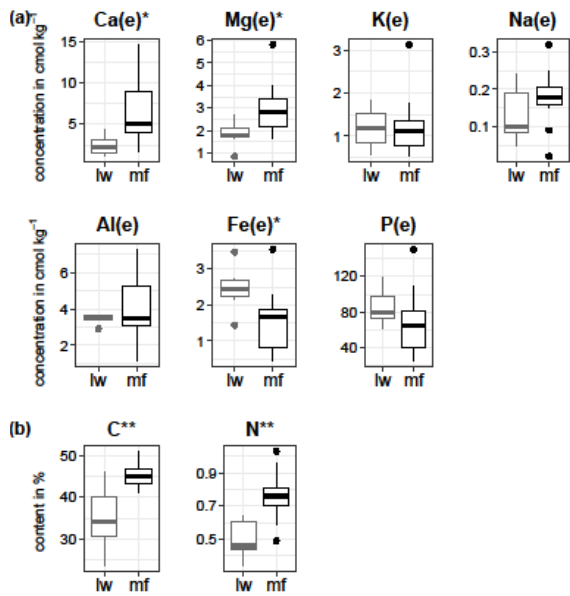 (a)
Ca(e)* Mg(e)* K(e) Na(e)
concentration in cmol kg⁻¹
15
10
5
6
5
4
3
2
1
3
2
1
0.3
0.2
0.1
lw mf lw mf lw mf lw mf
Al(e) Fe(e)* P(e)
concentration in cmol kg⁻¹
6
4
2
3
2
1
120
80
40
lw mf lw mf lw mf
(b)
C** N**
content in %
50
40
30
0.9
0.7
0.5
lw mf lw mf